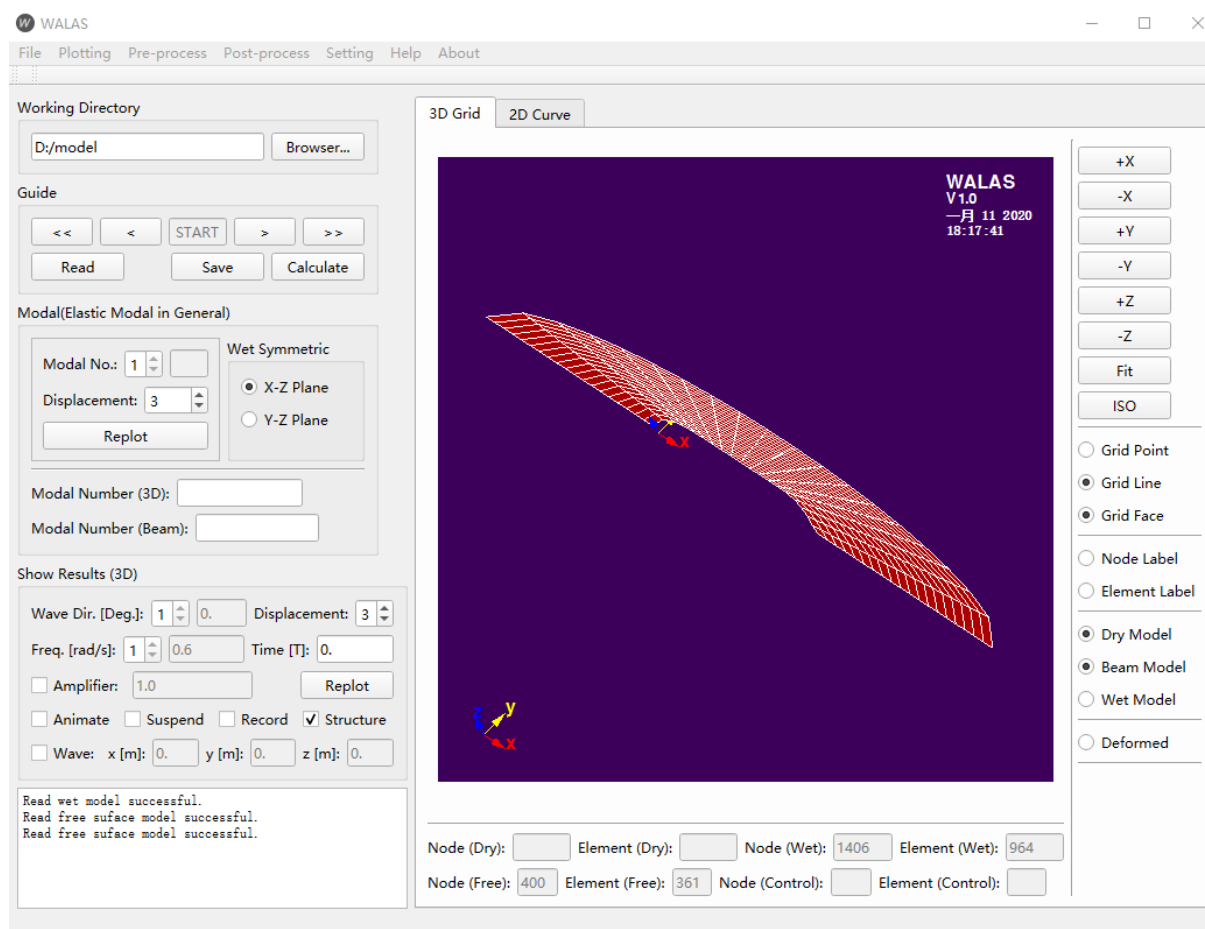 WALAS
File Plotting Pre-process Post-process Setting Help About
Working Directory
D:/model Browser...
Guide
<< < START > >>
Read Save Calculate
Modal(Elastic Modal in General)
Modal No.: 1
Displacement: 3
Replot
Wet Symmetric
X-Z Plane
Y-Z Plane
Modal Number (3D):
Modal Number (Beam):
Show Results (3D)
Wave Dir. [Deg.]: 1 0. Displacement: 3
Freq. [rad/s]: 1 0.6 Time [T]: 0.
Amplifier: 1.0 Replot
Animate Suspend Record Structure
Wave: x [m]: 0. y [m]: 0. z [m]: 0.
Read wet model successful.
Read free suface model successful.
Read free suface model successful.
3D Grid 2D Curve
WALAS
V 1.0
一月 11 2020
18:17:41
x
z y
x
Node (Dry): Element (Dry): Node (Wet): 1406 Element (Wet): 964
Node (Free): 400 Element (Free): 361 Node (Control): Element (Control):
+X
-X
+Y
-Y
+Z
-Z
Fit
ISO
Grid Point
Grid Line
Grid Face
Node Label
Element Label
Dry Model
Beam Model
Wet Model
Deformed